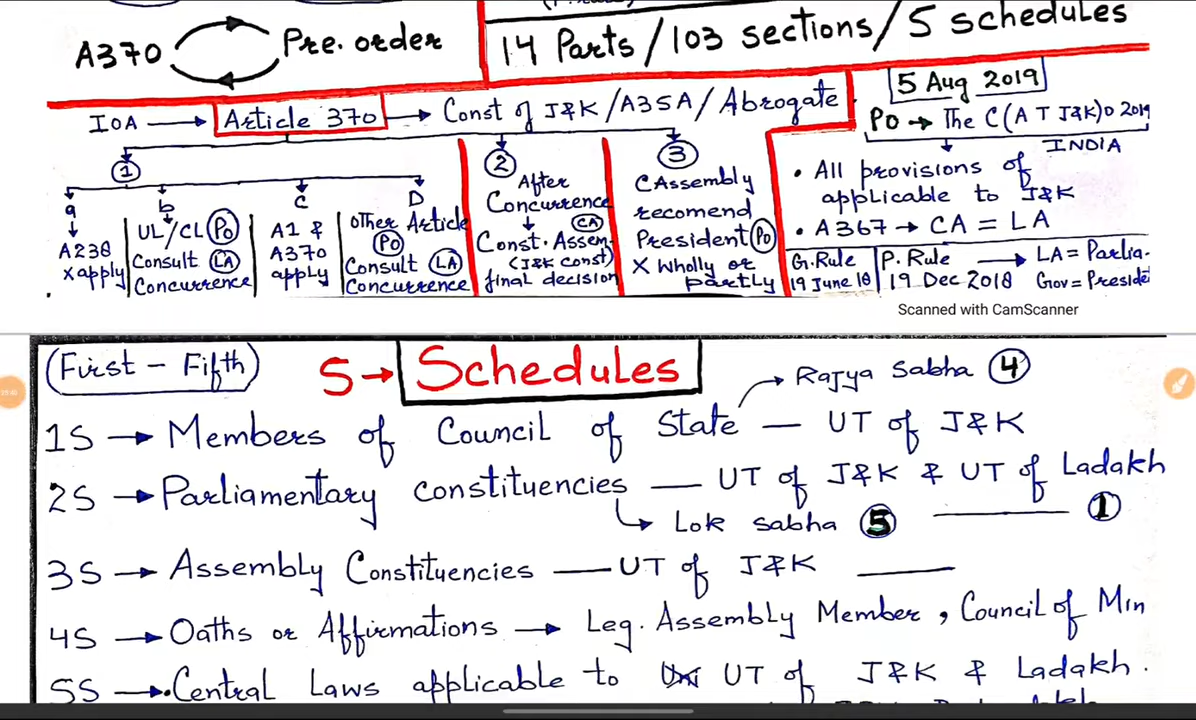 A370 Pre. order
14 Parts/103 sections/5 schedules
IOA Article 370 Const of J&K/A35A/Abrogate
5 Aug 2019
PO The C(A T J&K)O 2019
INDIA
1
a
A238
x apply
b
UL/CL PO
Consult LA
Concurrence
C
A1 &
A370
apply
D
Other Article
PO
Consult LA
Concurrence
2
After
Concurrence
CA
Const. Assem-
(J&K const)
final decision
3
CAssembly
recomend
President PO
X Wholly or
partly
• All provisions of
applicable to J&K
• A367 → CA = LA
G.Rule
19 June 18
P. Rule
19 Dec 2018
LA = Parlia-
Gov = Preside
Scanned with CamScanner
(First – Fifth) 5 → Schedules
Rajya Sabha 4
1S → Members of Council of State — UT of J&K
2S → Parliamentary constituencies — UT of J&K & UT of Ladakh
Lok sabha 5 — 1
3S → Assembly Constituencies — UT of J&K —
4S → Oaths or Affirmations → Leg. Assembly Member, Council of Min
5S → Central Laws applicable to UT of J&K & Ladakh.